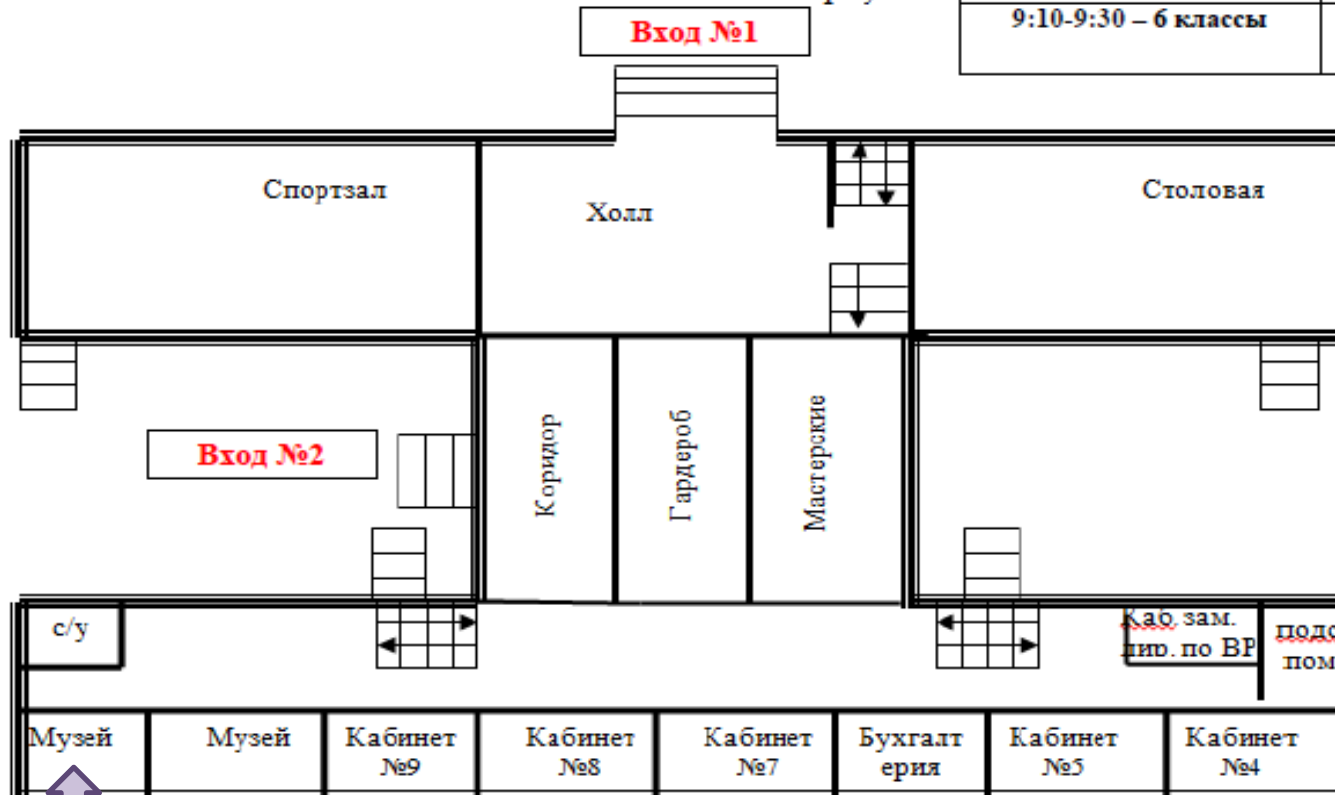 Вход №1
9:10-9:30 – 6 классы
Спортзал
Холл
Столовая
Вход №2
Коридор
Гардероб
Мастерские
с/у
Каб. зам.
дир. по ВР
Музей
Музей
Кабинет
№9
Кабинет
№8
Кабинет
№7
Бухгалт
ерия
Кабинет
№5
Кабинет
№4